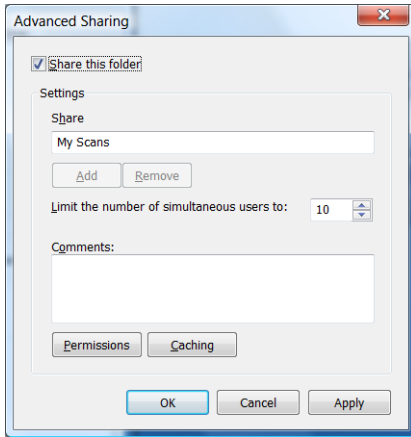 Advanced Sharing
Share this folder
Settings
Share
My Scans
Add Remove
Limit the number of simultaneous users to: 10
Comments:
Permissions Caching
OK Cancel Apply